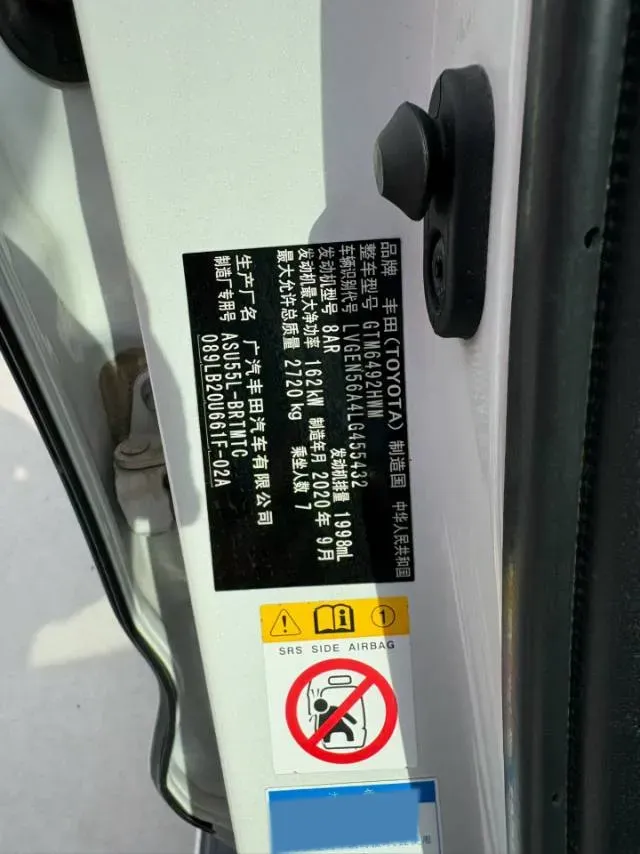 品牌 丰田(TOYOTA) 制造国 中华人民共和国
整车型号 GTM6492HWM
车辆识别代号 LVGEN56A4LG455432
发动机型号 8AR 发动机排量 1998mL
发动机最大净功率 162kW 制造年月 2020年9月
最大允许总质量 2720kg 乘坐人数 7
生产厂名 广汽丰田汽车有限公司
制造厂专用号 ASU55L-BRTMTC
089LB20U661F-02A
SRS SIDE AIRBAG